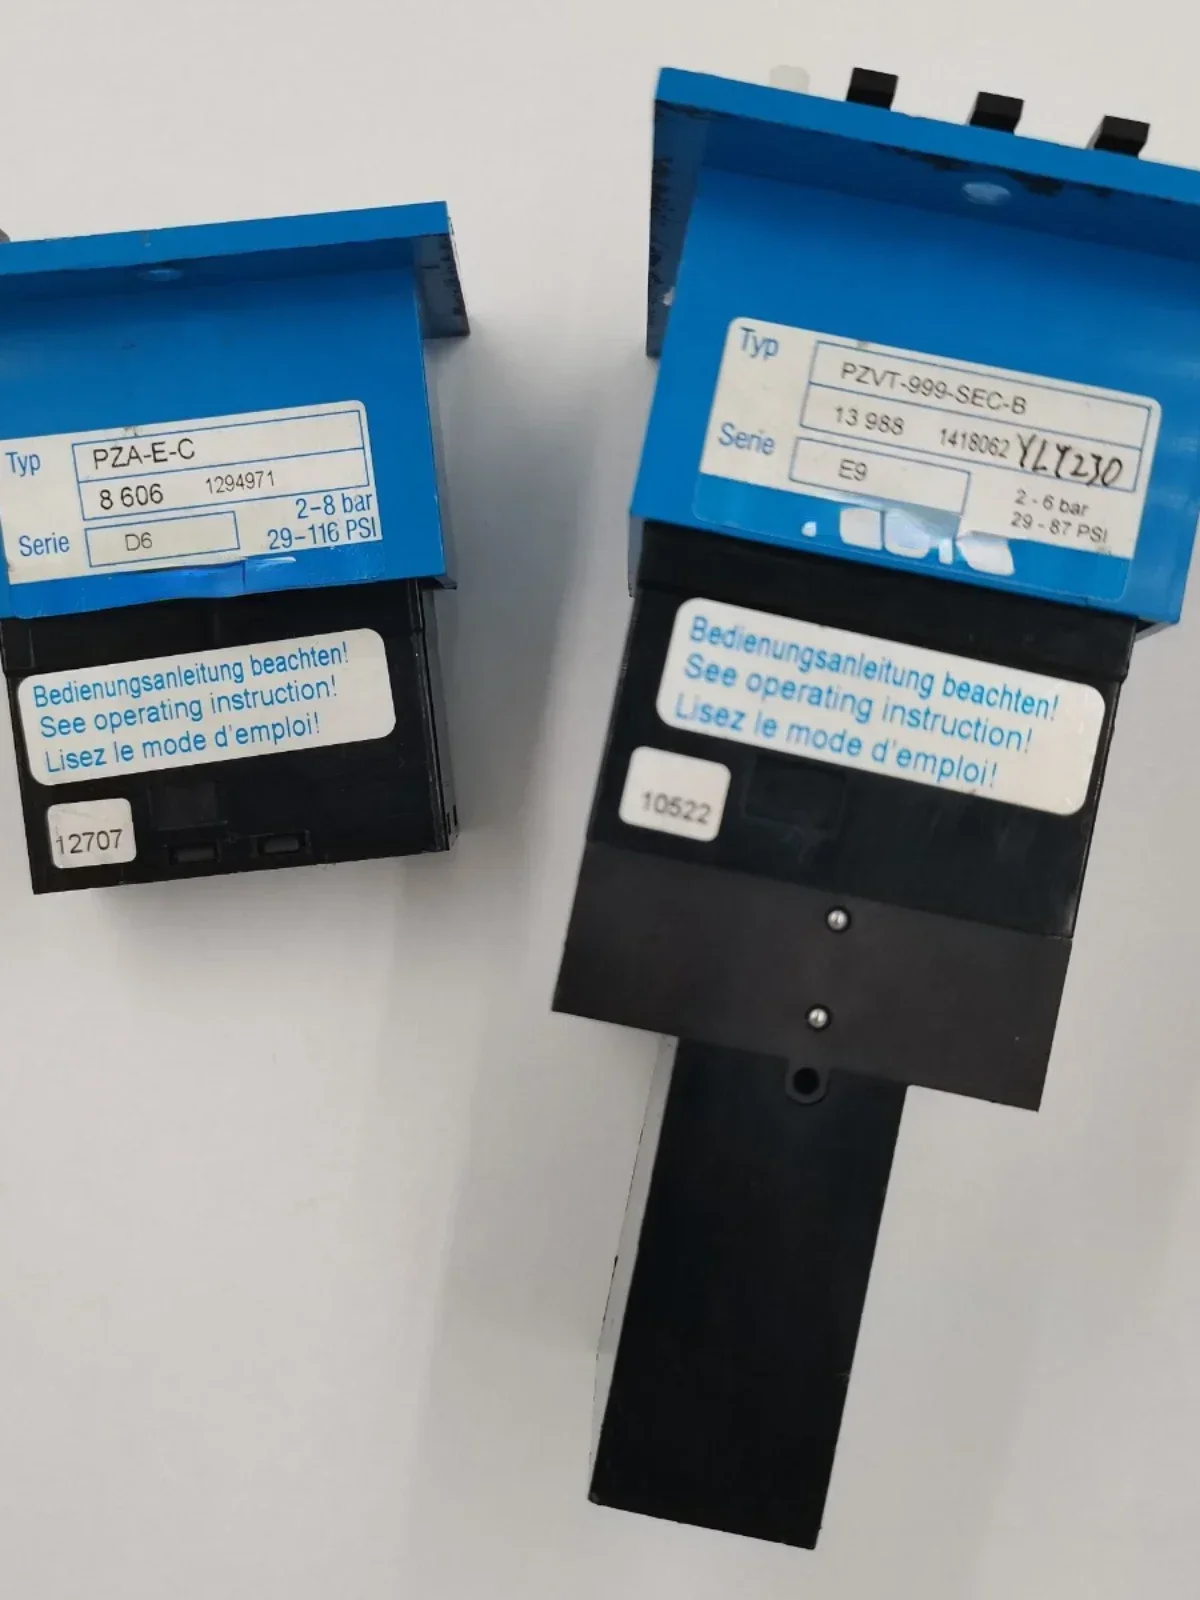 Typ
PZA-E-C
8 606 1294971
2-8 bar
Serie
D6
29-116 PSI
Bedienungsanleitung beachten!
See operating instruction!
Lisez le mode d'emploi!
12707
Typ
PZVT-999-SEC-B
13 988 1418062 YLY230
Serie
E9
2 - 6 bar
29 - 87 PSI
Bedienungsanleitung beachten!
See operating instruction!
Lisez le mode d'emploi!
10522